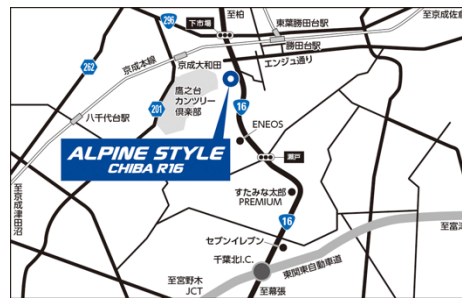 至柏
296
下市場
東葉勝田台駅
至京成佐倉
勝田台駅
エンジュ通り
京成本線
京成大和田
262
鷹之台
カンツリー
倶楽部
201
16
八千代台駅
ENEOS
ALPINE STYLE
CHIBA R16
瀬戸
すたみな太郎
PREMIUM
至京成津田沼
16
セブンイレブン
千葉北I.C.
至富津
東関東自動車道
至宮野木
JCT
至幕張